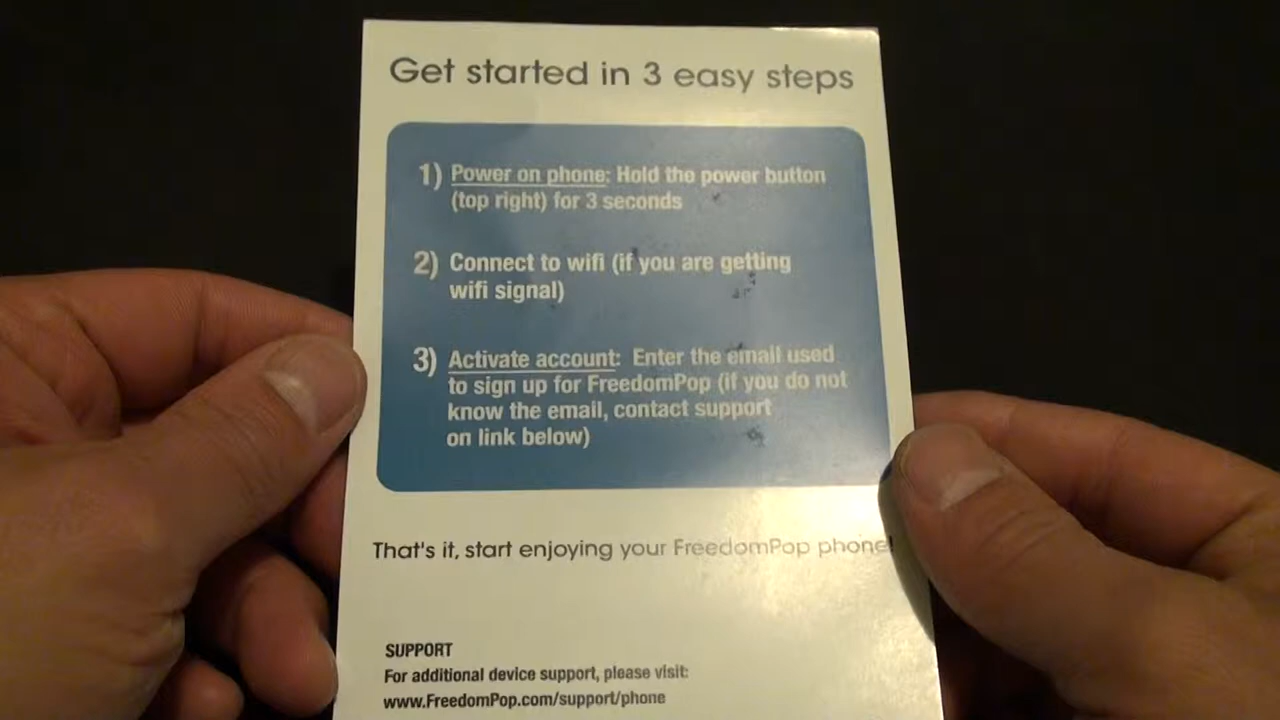 Get started in 3 easy steps
1) Power on phone: Hold the power button
(top right) for 3 seconds
2) Connect to wifi (if you are getting
wifi signal)
3) Activate account: Enter the email used
to sign up for FreedomPop (if you do not
know the email, contact support
on link below)
That's it, start enjoying your FreedomPop phone!
SUPPORT
For additional device support, please visit:
www.FreedomPop.com/support/phone